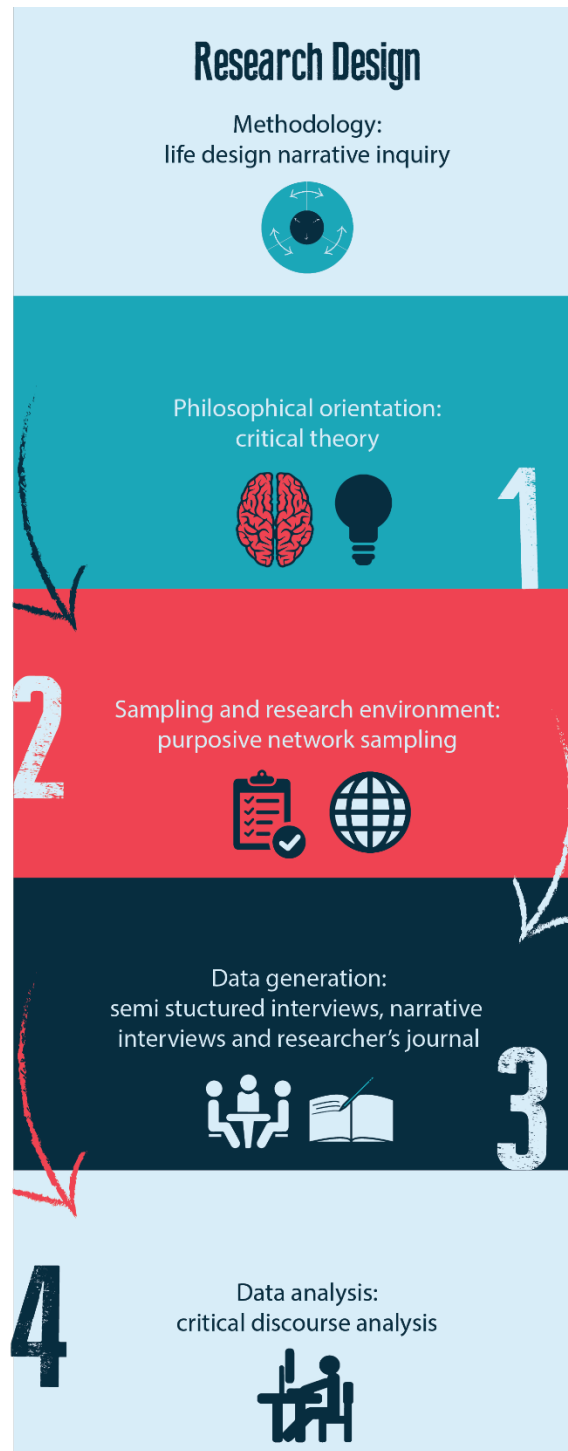 Research Design
Methodology:
life design narrative inquiry
Philosophical orientation:
critical theory
1
2
Sampling and research environment:
purposive network sampling
Data generation:
semi stuctured interviews, narrative
interviews and researcher’s journal
3
4
Data analysis:
critical discourse analysis